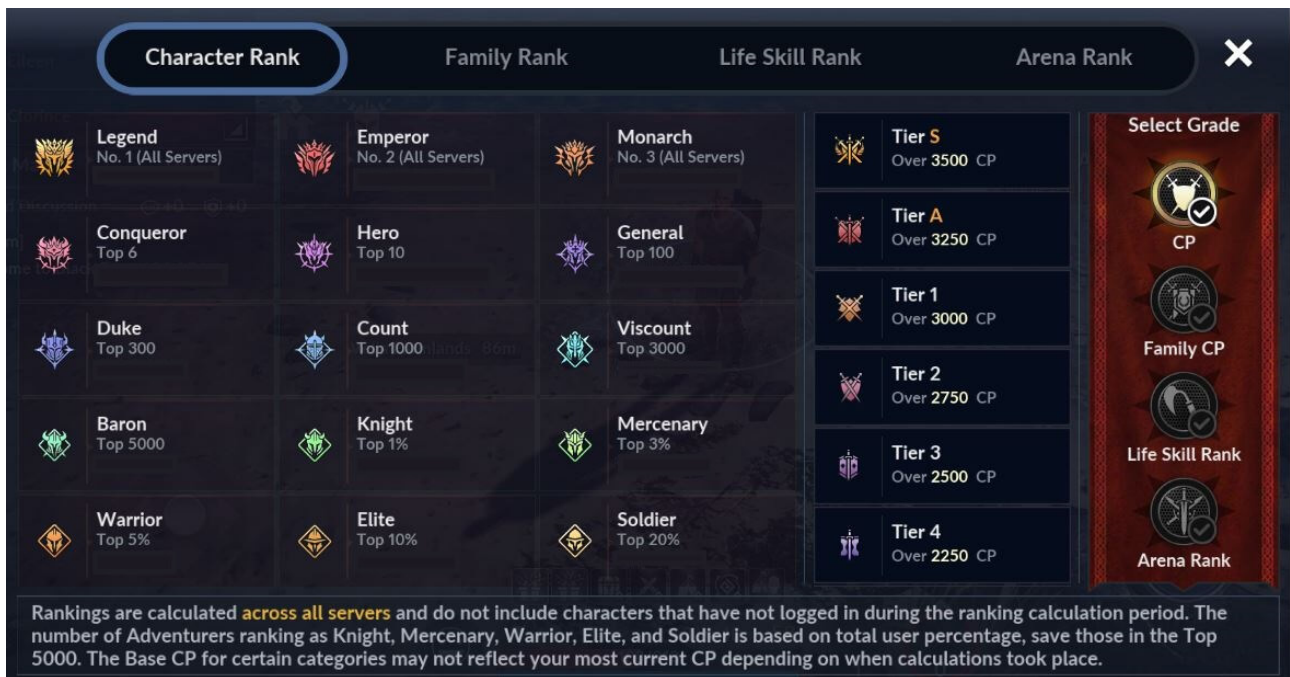 Character Rank
Family Rank
Life Skill Rank
Arena Rank
Legend
No. 1 (All Servers)
Emperor
No. 2 (All Servers)
Monarch
No. 3 (All Servers)
Conqueror
Top 6
Hero
Top 10
General
Top 100
Duke
Top 300
Count
Top 1000
Viscount
Top 3000
Baron
Top 5000
Knight
Top 1%
Mercenary
Top 3%
Warrior
Top 5%
Elite
Top 10%
Soldier
Top 20%
Tier S
Over 3500 CP
Tier A
Over 3250 CP
Tier 1
Over 3000 CP
Tier 2
Over 2750 CP
Tier 3
Over 2500 CP
Tier 4
Over 2250 CP
Select Grade
CP
Family CP
Life Skill Rank
Arena Rank
Rankings are calculated across all servers and do not include characters that have not logged in during the ranking calculation period. The
number of Adventurers ranking as Knight, Mercenary, Warrior, Elite, and Soldier is based on total user percentage, save those in the Top
5000. The Base CP for certain categories may not reflect your most current CP depending on when calculations took place.